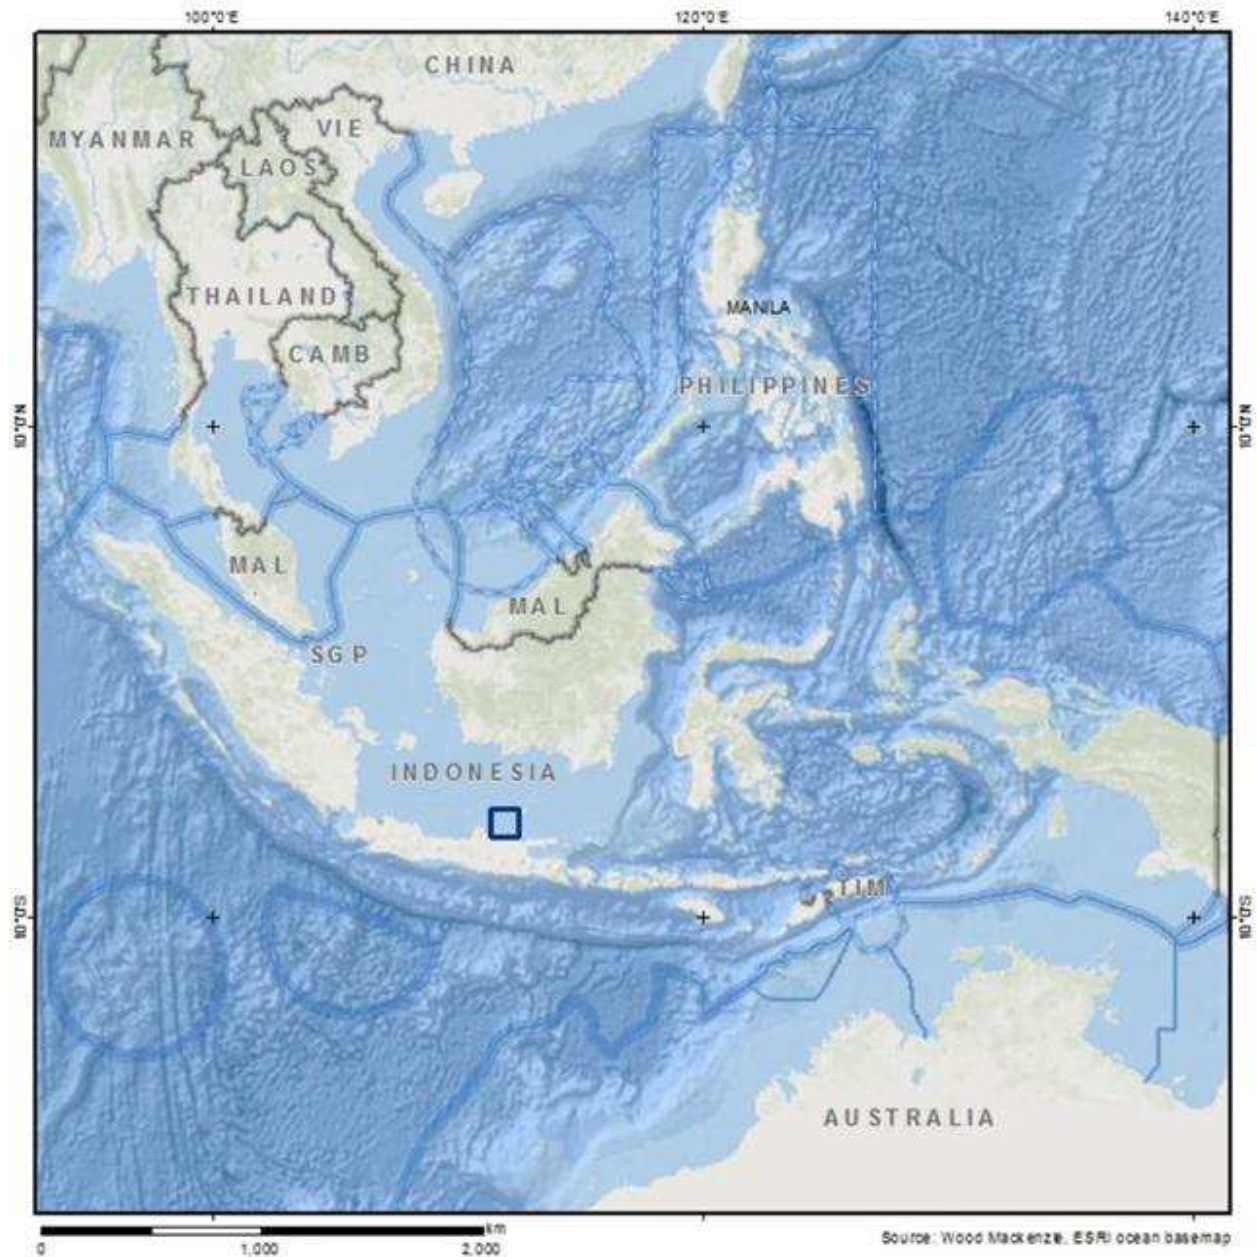 100°0'E 120°0'E 140°0'E
CHINA
MYANMAR
VIE
LAOS
THAILAND
MANILA
CAMB
PHILIPPINES
10°0'N 10°0'N
MAL
MAL
SGP
INDONESIA
TIM
10°0'S 10°0'S
AUSTRALIA
km
0 1,000 2,000
Source: Wood Mackenzie, ESRI ocean basemap